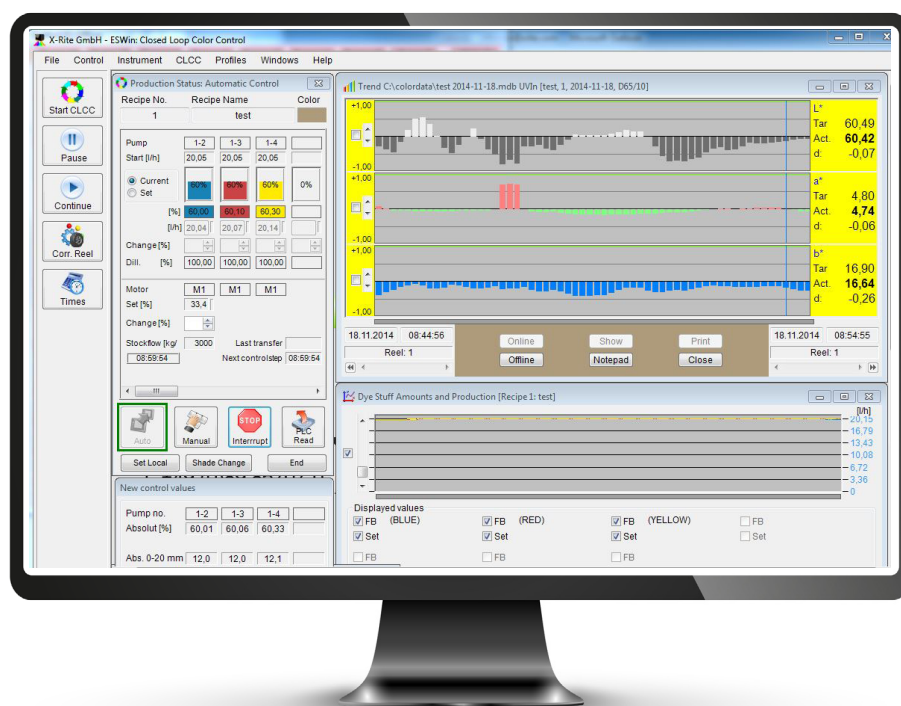 X-Rite GmbH - ESWin: Closed Loop Color Control
File Control Instrument CLCC Profiles Windows Help
Start CLCC
Pause
Continue
Corr. Reel
Times
Production Status: Automatic Control
Recipe No. Recipe Name Color
1 test
Pump 1-2 1-3 1-4
Start [l/h] 20,05 20,05 20,06
Current
Set
60% 60% 60% 0%
[%] 60,00 60,10 60,30
[l/h] 20,04 20,07 20,14
Change[%]
Dill. [%] 100,00 100,00 100,00
Motor M1 M1 M1
Set [%] 33,4
Change[%]
Stockflow [kg/ 3000 Last transfer
08:59:54 Next controlstep 08:59:54
Auto
Manual
STOP
Interrrupt
PLC
Read
Set Local Shade Change End
New control values
Pump no. 1-2 1-3 1-4
Absolut [%] 60,01 60,06 60,33
Abs. 0-20 mm 12,0 12,0 12,1
Trend C:\colordata\test 2014-11-18.mdb UVIn [test, 1, 2014-11-18, D65/10]
+1,00
-1,00
L*
Tar 60,49
Act. 60,42
d: -0,07
+1,00
-1,00
a*
Tar 4,80
Act. 4,74
d: -0,06
+1,00
-1,00
b*
Tar 16,90
Act. 16,64
d: -0,26
18.11.2014 08:44:56
Reel: 1
Online Show Print
Offline Notepad Close
18.11.2014 08:54:55
Reel: 1
Dye Stuff Amounts and Production [Recipe 1: test]
[l/h]
20,15
16,79
13,43
10,08
6,72
3,36
0
Displayed values
FB (BLUE) FB (RED) FB (YELLOW) FB
Set Set Set Set
FB FB FB